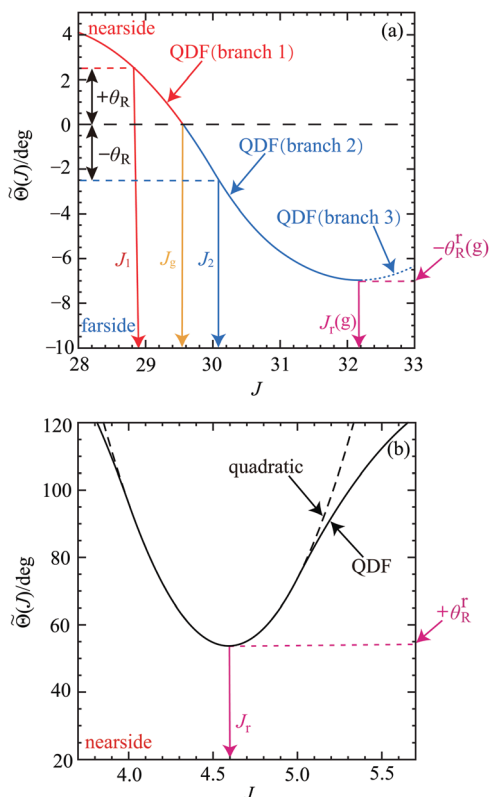 4
2
0
−2
−4
−6
−8
−10
Θ̃(J)/deg
nearside
(a)
QDF(branch 1)
+θR
−θR
QDF(branch 2)
QDF(branch 3)
−θRr(g)
J1
Jg
J2
Jr(g)
farside
28 29 30 31 32 33
J
120
100
80
60
40
20
Θ̃(J)/deg
(b)
quadratic
QDF
+θRr
Jr
nearside
4.0 4.5 5.0 5.5
J